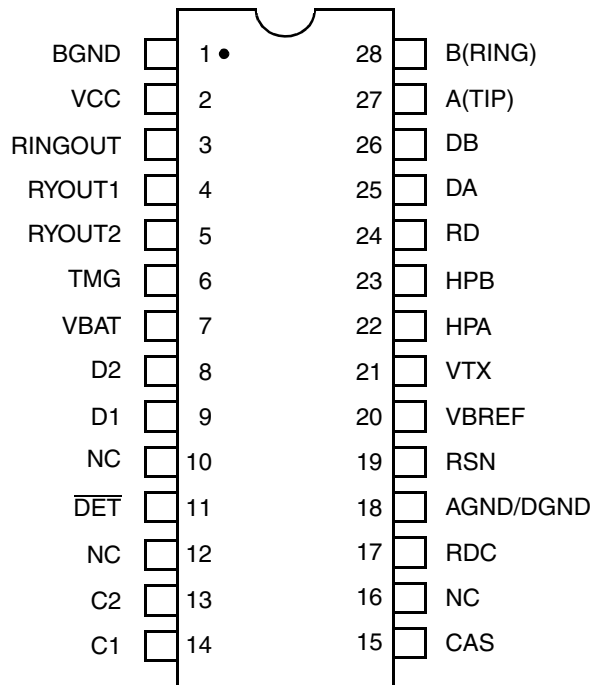 BGND 1 28 B(RING)
VCC 2 27 A(TIP)
RINGOUT 3 26 DB
RYOUT1 4 25 DA
RYOUT2 5 24 RD
TMG 6 23 HPB
VBAT 7 22 HPA
D2 8 21 VTX
D1 9 20 VBREF
NC 10 19 RSN
D̅E̅T̅ 11 18 AGND/DGND
NC 12 17 RDC
C2 13 16 NC
C1 14 15 CAS